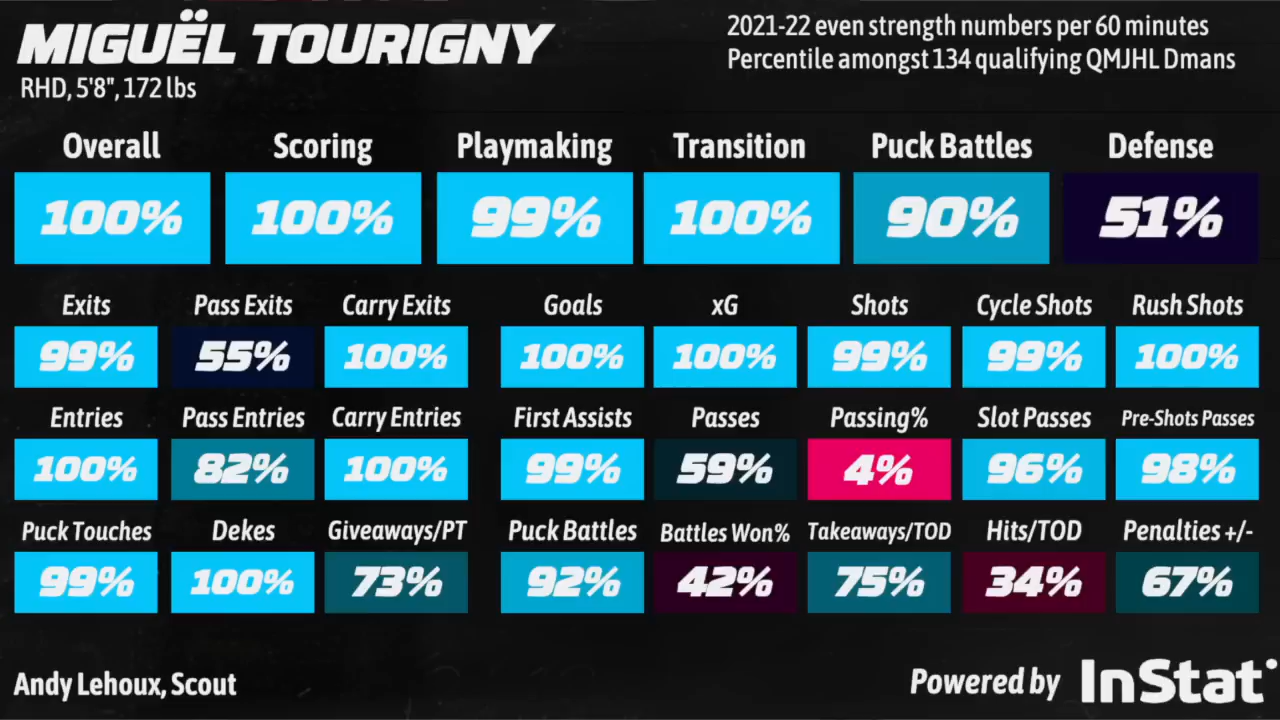 MIGUËL TOURIGNY
RHD, 5'8", 172 lbs
2021-22 even strength numbers per 60 minutes
Percentile amongst 134 qualifying QMJHL Dmans
Overall Scoring Playmaking Transition Puck Battles Defense
100% 100% 99% 100% 90% 51%
Exits Pass Exits Carry Exits Goals xG Shots Cycle Shots Rush Shots
99% 55% 100% 100% 100% 99% 99% 100%
Entries Pass Entries Carry Entries First Assists Passes Passing% Slot Passes Pre-Shots Passes
100% 82% 100% 99% 59% 4% 96% 98%
Puck Touches Dekes Giveaways/PT Puck Battles Battles Won% Takeaways/TOD Hits/TOD Penalties +/-
99% 100% 73% 92% 42% 75% 34% 67%
Andy Lehoux, Scout
Powered by InStat